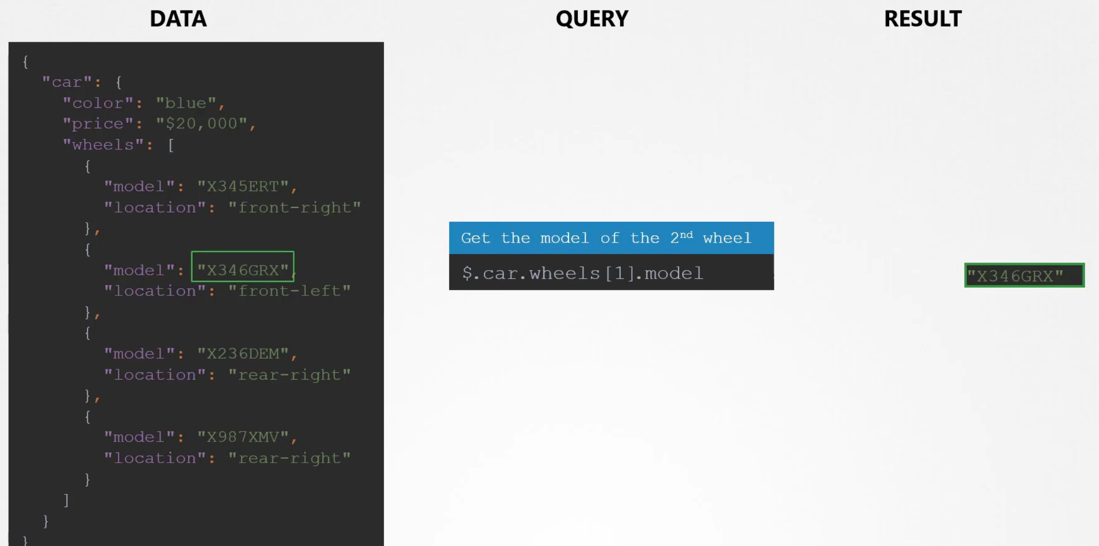 DATA
QUERY
RESULT
{
"car": {
"color": "blue",
"price": "$20,000",
"wheels": [
{
"model": "X345ERT",
"location": "front-right"
},
{
"model": "X346GRX",
"location": "front-left"
},
{
"model": "X236DEM",
"location": "rear-right"
},
{
"model": "X987XMV",
"location": "rear-right"
}
]
}
}
Get the model of the 2nd wheel
$.car.wheels[1].model
"X346GRX"